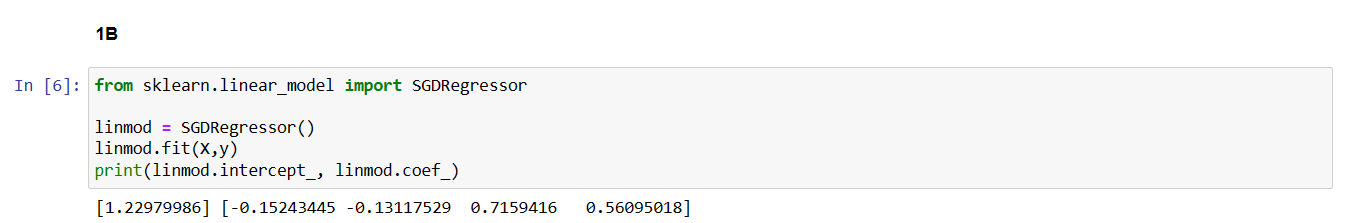 1B
In [6]: from sklearn.linear_model import SGDRegressor
linmod = SGDRegressor()
linmod.fit(X,y)
print(linmod.intercept_, linmod.coef_)
[1.22979986] [-0.15243445 -0.13117529  0.7159416   0.56095018]